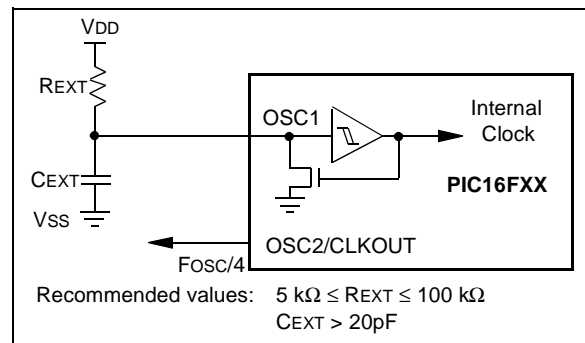 VDD
REXT
OSC1
Internal
Clock
CEXT
PIC16FXX
VSS
OSC2/CLKOUT
FOSC/4
Recommended values: 5 kΩ ≤ REXT ≤ 100 kΩ
CEXT > 20pF